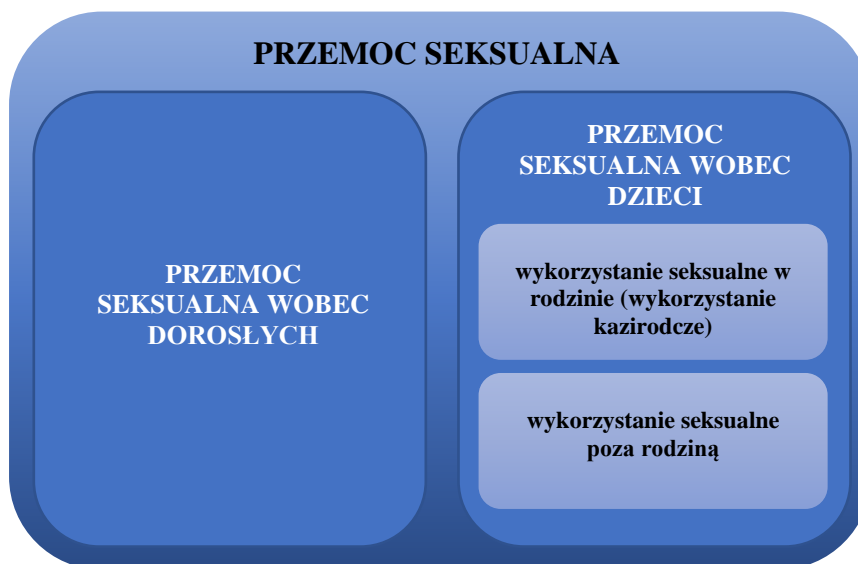 PRZEMOC SEKSUALNA
PRZEMOC
SEKSUALNA WOBEC
DOROSŁYCH
PRZEMOC
SEKSUALNA WOBEC
DZIECI
wykorzystanie seksualne w
rodzinie (wykorzystanie
kazirodcze)
wykorzystanie seksualne
poza rodziną